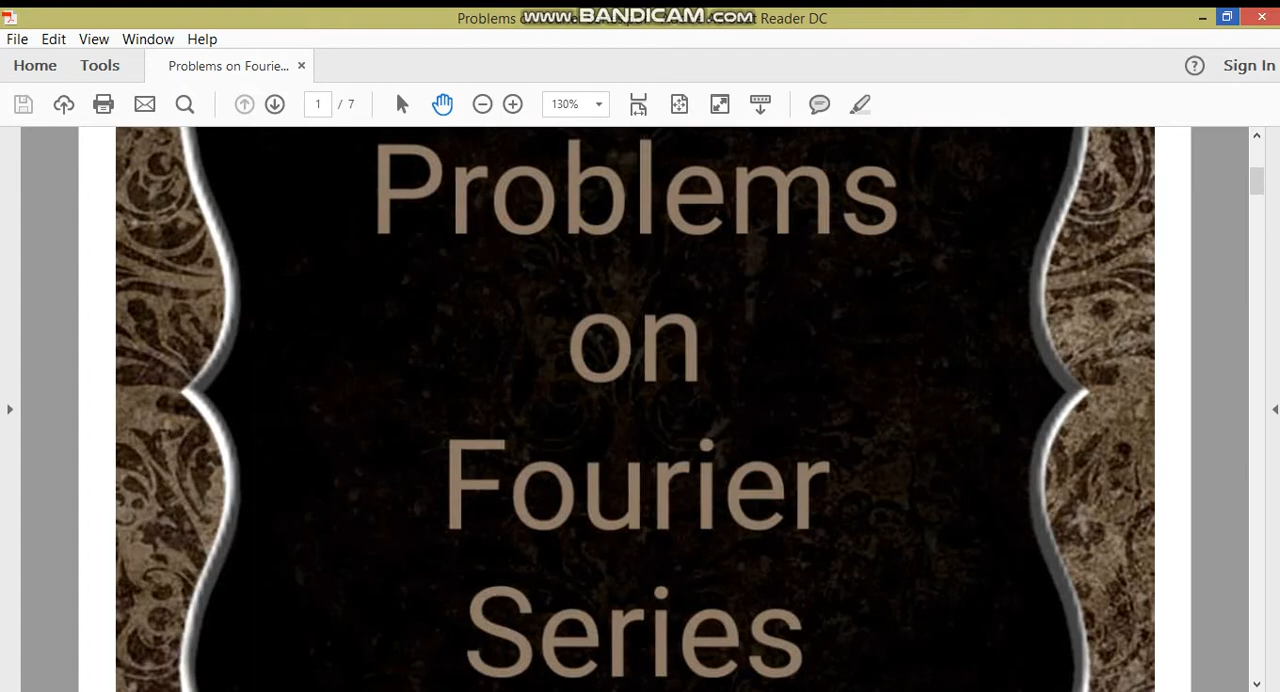 Problems o
www.BANDICAM.com
t Reader DC
File Edit View Window Help
Home Tools Problems on Fourie... × Sign In
1 / 7 130%
Problems
on
Fourier
Series